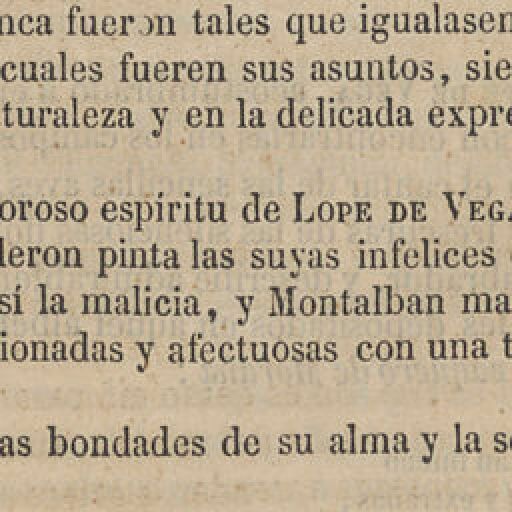 nca fueron tales que igualasen
cuales fueren sus asuntos, sie
turaleza y en la delicada expre
oroso espíritu de LOPE DE VEGA
deron pinta las suyas infelices
sí la malicia, y Montalban ma
ionadas y afectuosas con una t
as bondades de su alma y la se